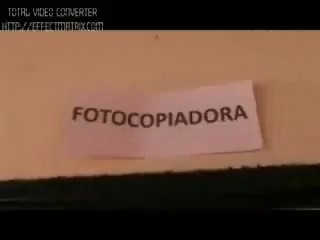 TOTAL VIDEO CONVERTER
HTTP://EFFECTMATRIX.COM
FOTOCOPIADORA